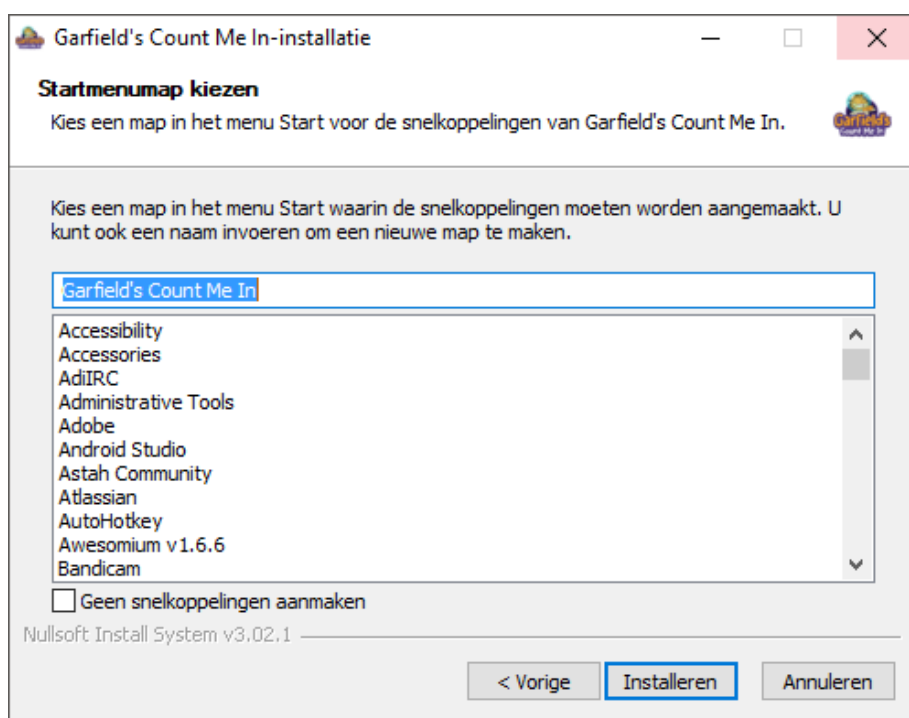 Garfield's Count Me In-installatie
Startmenumap kiezen
Kies een map in het menu Start voor de snelkoppelingen van Garfield's Count Me In.
Garfield's
Count Me In
Kies een map in het menu Start waarin de snelkoppelingen moeten worden aangemaakt. U
kunt ook een naam invoeren om een nieuwe map te maken.
Garfield's Count Me In
Accessibility
Accessories
AdiIRC
Administrative Tools
Adobe
Android Studio
Astah Community
Atlassian
AutoHotkey
Awesomium v1.6.6
Bandicam
Geen snelkoppelingen aanmaken
Nullsoft Install System v3.02.1
< Vorige
Installeren
Annuleren